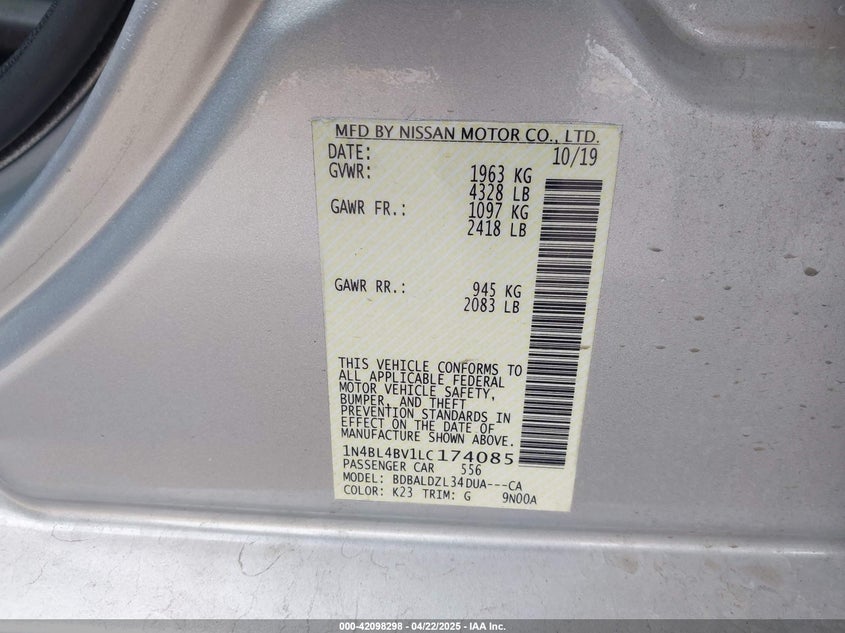 MFD BY NISSAN MOTOR CO., LTD.
DATE: 10/19
GVWR: 1963 KG
4328 LB
GAWR FR.: 1097 KG
2418 LB
GAWR RR.: 945 KG
2083 LB
THIS VEHICLE CONFORMS TO
ALL APPLICABLE FEDERAL
MOTOR VEHICLE SAFETY,
BUMPER, AND THEFT
PREVENTION STANDARDS IN
EFFECT ON THE DATE OF
MANUFACTURE SHOWN ABOVE.
1N4BL4BV1LC174085
PASSENGER CAR 556
MODEL: BDBALDZL34DUA---CA
COLOR: K23 TRIM: G 9N00A
000-42098298 - 04/22/2025 - IAA Inc.